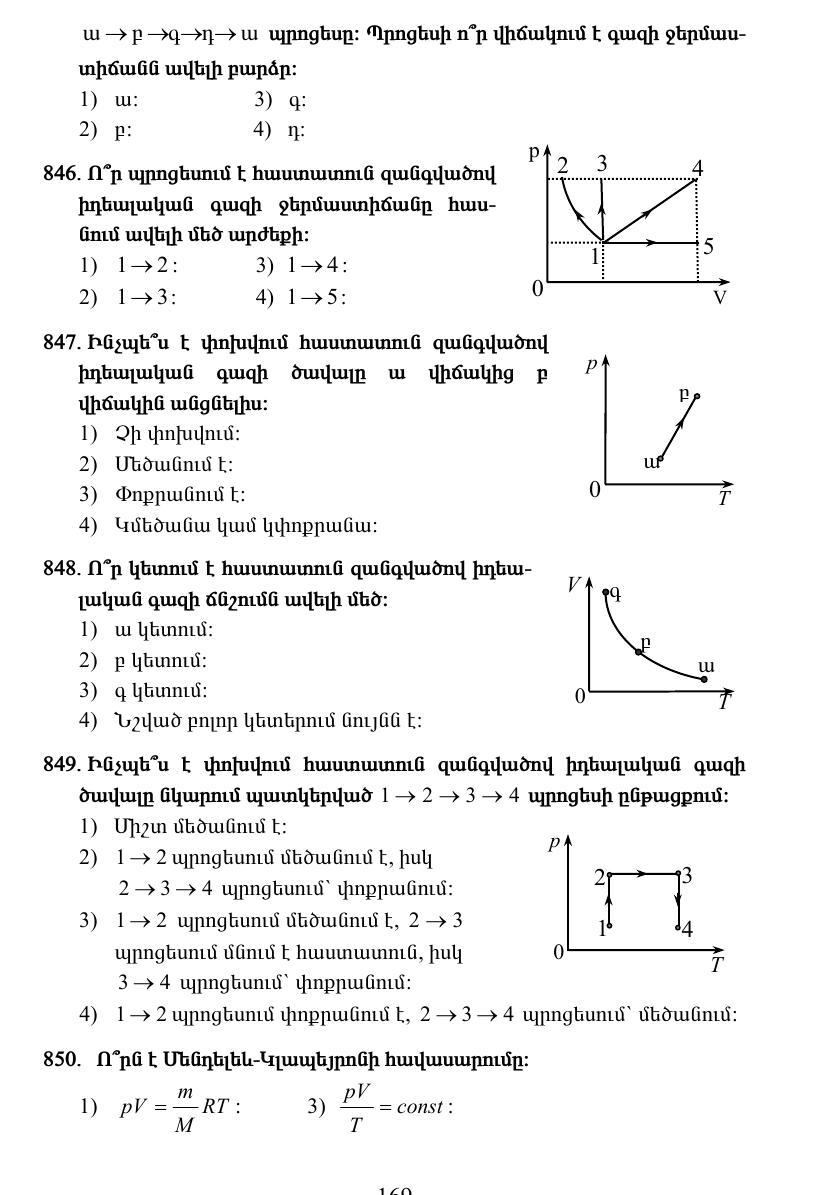 ա → բ →գ→դ→ ա պրոցեսը: Պրոցեսի ո՞ր վիճակում է գազի ջերմաս-
տիճանն ավելի բարձր:
1) ա: 3) գ:
2) բ: 4) դ:
846. Ո՞ր պրոցեսում է հաստատուն զանգվածով
իդեալական գազի ջերմաստիճանը հաս-
նում ավելի մեծ արժեքի:
1) 1→2: 3) 1→4:
2) 1→3: 4) 1→5:
p 2 3 4
1 5
0 V
847. Ինչպե՞ս է փոխվում հաստատուն զանգվածով
իդեալական գազի ծավալը ա վիճակից բ
վիճակին անցնելիս:
1) Չի փոխվում:
2) Մեծանում է:
3) Փոքրանում է:
4) Կմեծանա կամ կփոքրանա:
p
բ
ա
0 T
848. Ո՞ր կետում է հաստատուն զանգվածով իդեա-
լական գազի ճնշումն ավելի մեծ:
1) ա կետում:
2) բ կետում:
3) գ կետում:
4) Նշված բոլոր կետերում նույնն է:
V գ
բ
ա
0 T
849. Ինչպե՞ս է փոխվում հաստատուն զանգվածով իդեալական գազի
ծավալը նկարում պատկերված 1 → 2 → 3 → 4 պրոցեսի ընթացքում:
1) Միշտ մեծանում է:
2) 1→2 պրոցեսում մեծանում է, իսկ
2→3→4 պրոցեսում՝ փոքրանում:
3) 1→2 պրոցեսում մեծանում է, 2→3
պրոցեսում մնում է հաստատուն, իսկ
3→4 պրոցեսում՝ փոքրանում:
4) 1→2 պրոցեսում փոքրանում է, 2→3→4 պրոցեսում՝ մեծանում:
p
2 3
1 4
0 T
850. Ո՞րն է Մենդելեև-Կլապեյրոնի հավասարումը:
1) pV = m/M RT : 3) pV/T = const :
169